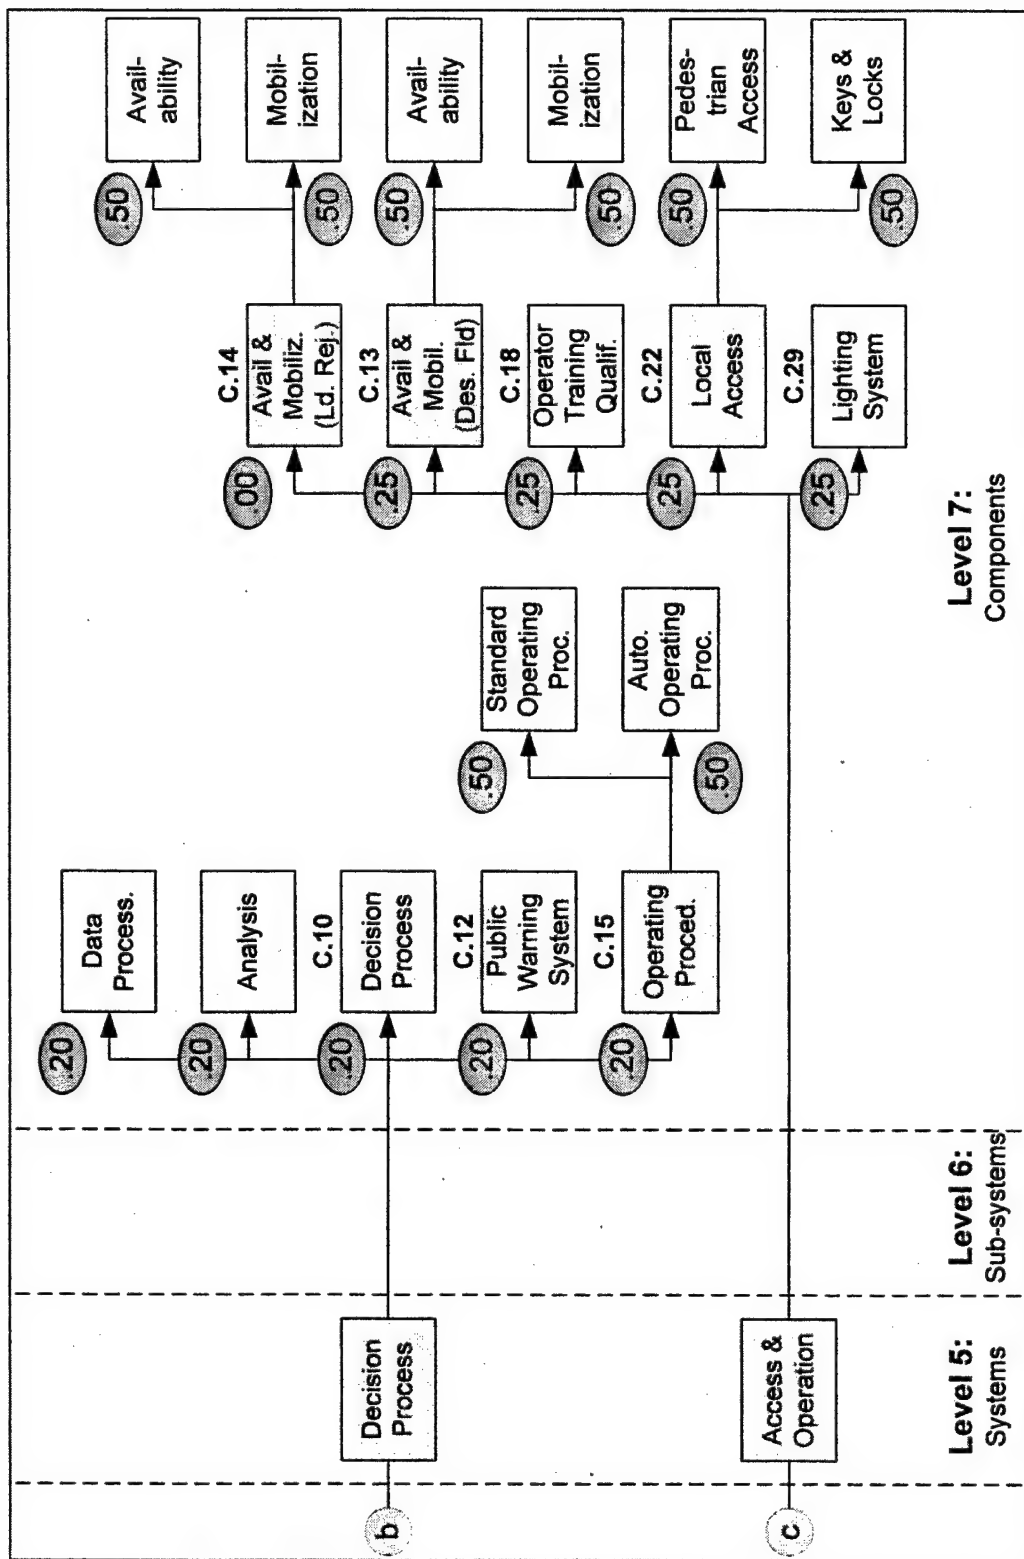 b
Decision
Process
.20
Data
Process.
.20
Analysis
.20
C.10
Decision
Process
.20
C.12
Public
Warning
System
.20
C.15
Operating
Proced.
.50
Standard
Operating
Proc.
.50
Auto.
Operating
Proc.
c
Access &
Operation
.00
C.14
Avail &
Mobiliz.
(Ld. Rej.)
.50
Avail-
ability
.50
Mobil-
ization
.25
C.13
Avail &
Mobil.
(Des. Fld)
.50
Avail-
ability
.50
Mobil-
ization
.25
C.18
Operator
Training
Qualif.
.25
C.22
Local
Access
.50
Pedes-
trian
Access
.50
Keys &
Locks
.25
C.29
Lighting
System
Level 5:
Systems
Level 6:
Sub-systems
Level 7:
Components